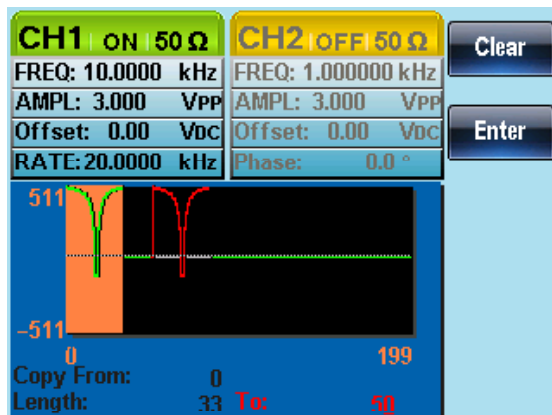 CH1 ON 50 Ω CH2 OFF 50 Ω
FREQ: 10.0000 kHz FREQ: 1.000000 kHz
AMPL: 3.000 VPP AMPL: 3.000 VPP
Offset: 0.00 VDC Offset: 0.00 VDC
RATE: 20.0000 kHz Phase: 0.0 °
Clear
Enter
511
-511
0 199
Copy From: 0
Length: 33 To: 50